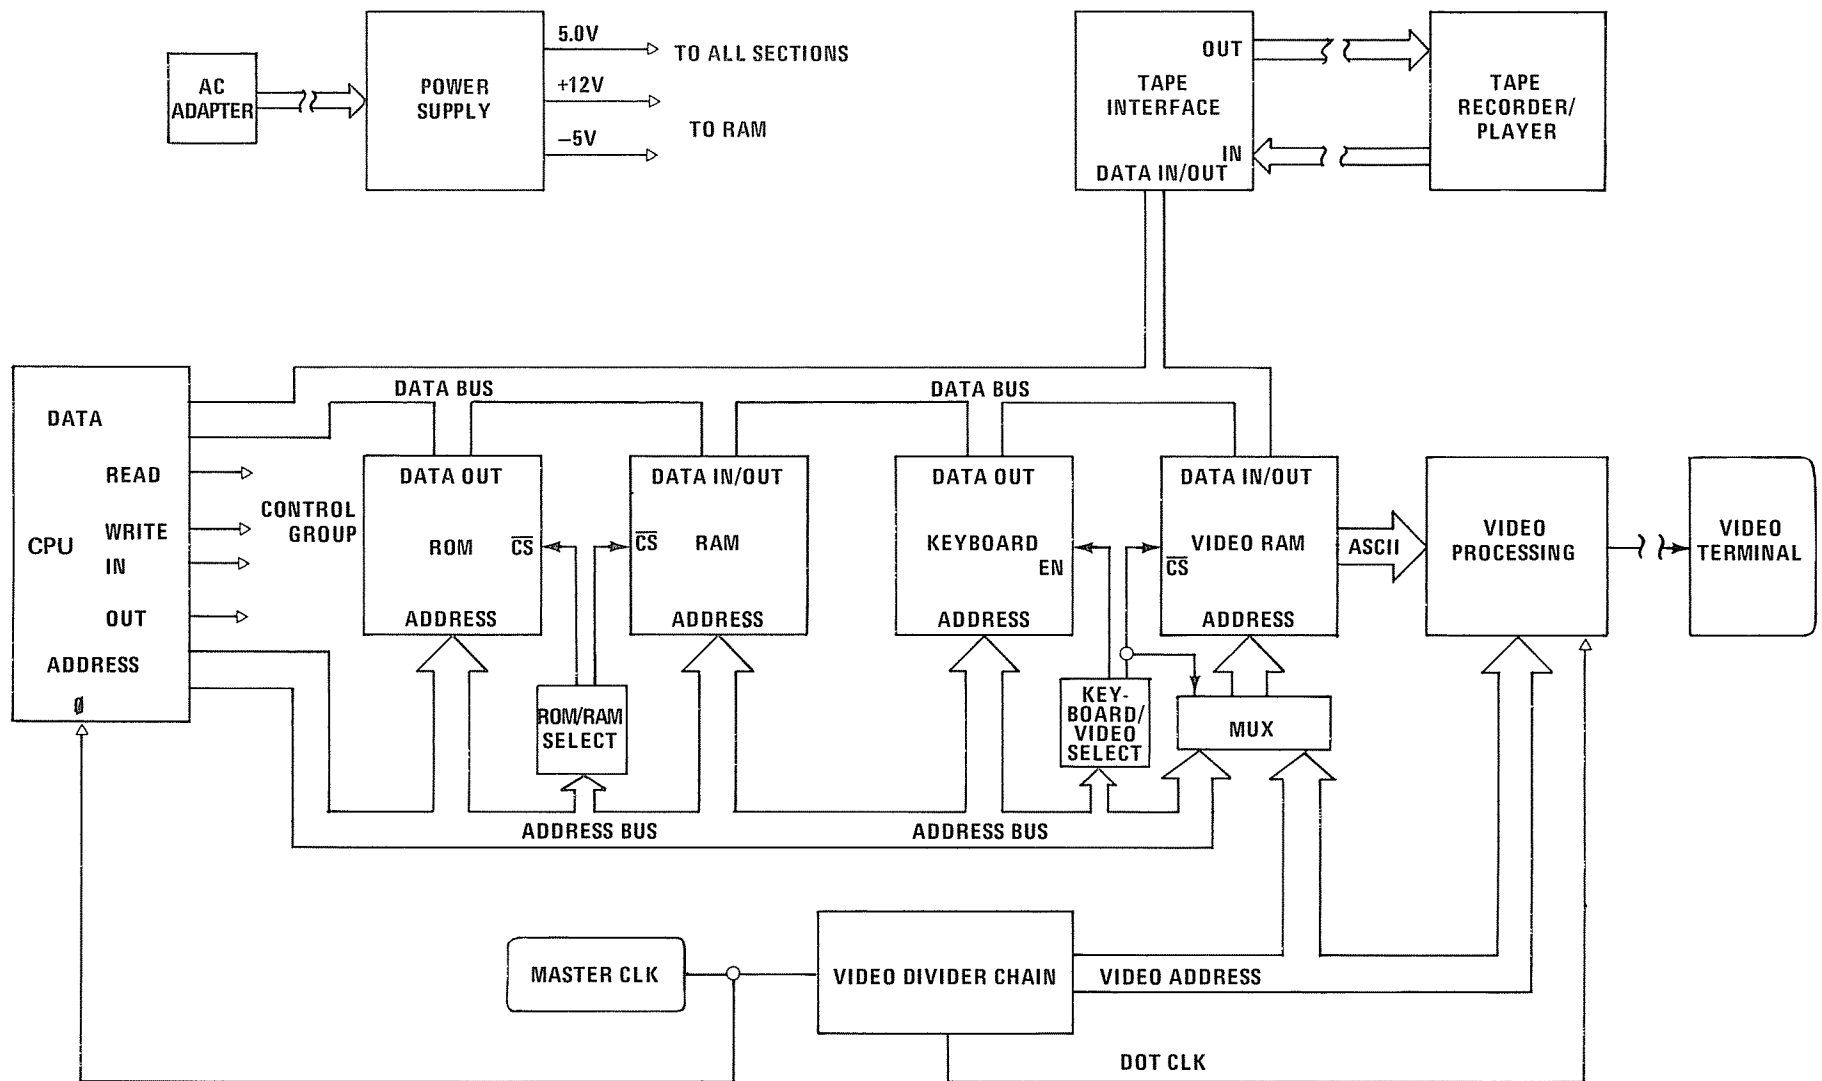 AC
ADAPTER
POWER
SUPPLY
5.0V
+12V
–5V
TO ALL SECTIONS
TO RAM
TAPE
INTERFACE
OUT
IN
DATA IN/OUT
TAPE
RECORDER/
PLAYER
DATA BUS
DATA BUS
CPU
DATA
READ
WRITE
IN
OUT
ADDRESS
Ø
CONTROL
GROUP
DATA OUT
ROM
CS
ADDRESS
DATA IN/OUT
CS
RAM
ADDRESS
DATA OUT
KEYBOARD
EN
ADDRESS
DATA IN/OUT
VIDEO RAM
CS
ADDRESS
ASCII
VIDEO
PROCESSING
VIDEO
TERMINAL
ROM/RAM
SELECT
KEY-
BOARD/
VIDEO
SELECT
MUX
ADDRESS BUS
ADDRESS BUS
MASTER CLK
VIDEO DIVIDER CHAIN
VIDEO ADDRESS
DOT CLK